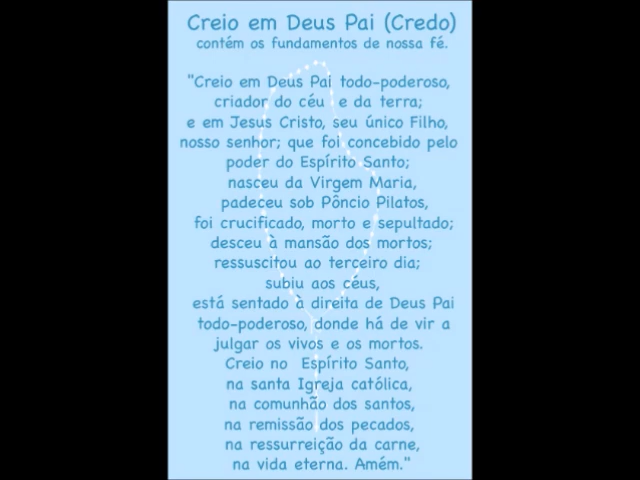 Creio em Deus Pai (Credo)
contém os fundamentos de nossa fé.
"Creio em Deus Pai todo-poderoso,
criador do céu e da terra;
e em Jesus Cristo, seu único Filho,
nosso senhor; que foi concebido pelo
poder do Espírito Santo;
nasceu da Virgem Maria,
padeceu sob Pôncio Pilatos,
foi crucificado, morto e sepultado;
desceu à mansão dos mortos;
ressuscitou ao terceiro dia;
subiu aos céus,
está sentado à direita de Deus Pai
todo-poderoso, donde há de vir a
julgar os vivos e os mortos.
Creio no Espírito Santo,
na santa Igreja católica,
na comunhão dos santos,
na remissão dos pecados,
na ressurreição da carne,
na vida eterna. Amém."